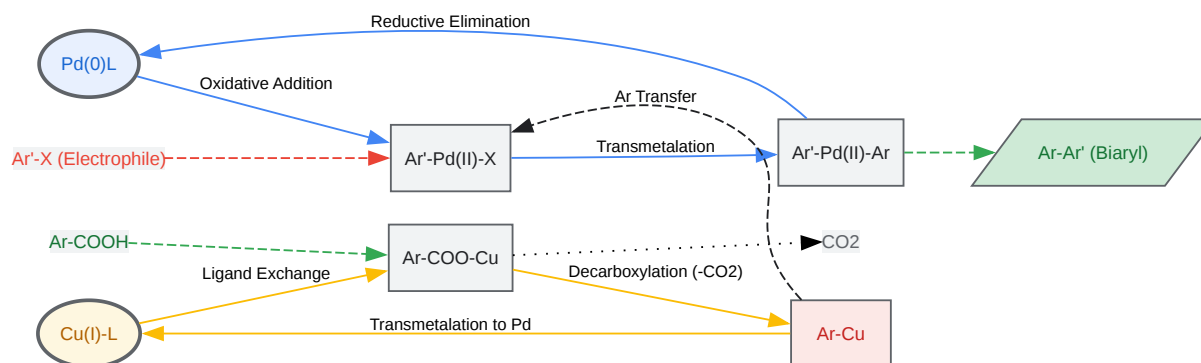 Reductive Elimination
Pd(0)L
Oxidative Addition
Ar Transfer
Ar'-X (Electrophile)
Ar'-Pd(II)-X
Transmetalation
Ar'-Pd(II)-Ar
Ar-Ar' (Biaryl)
Ar-COOH
Ar-COO-Cu
CO2
Ligand Exchange
Decarboxylation (-CO2)
Cu(I)-L
Transmetalation to Pd
Ar-Cu